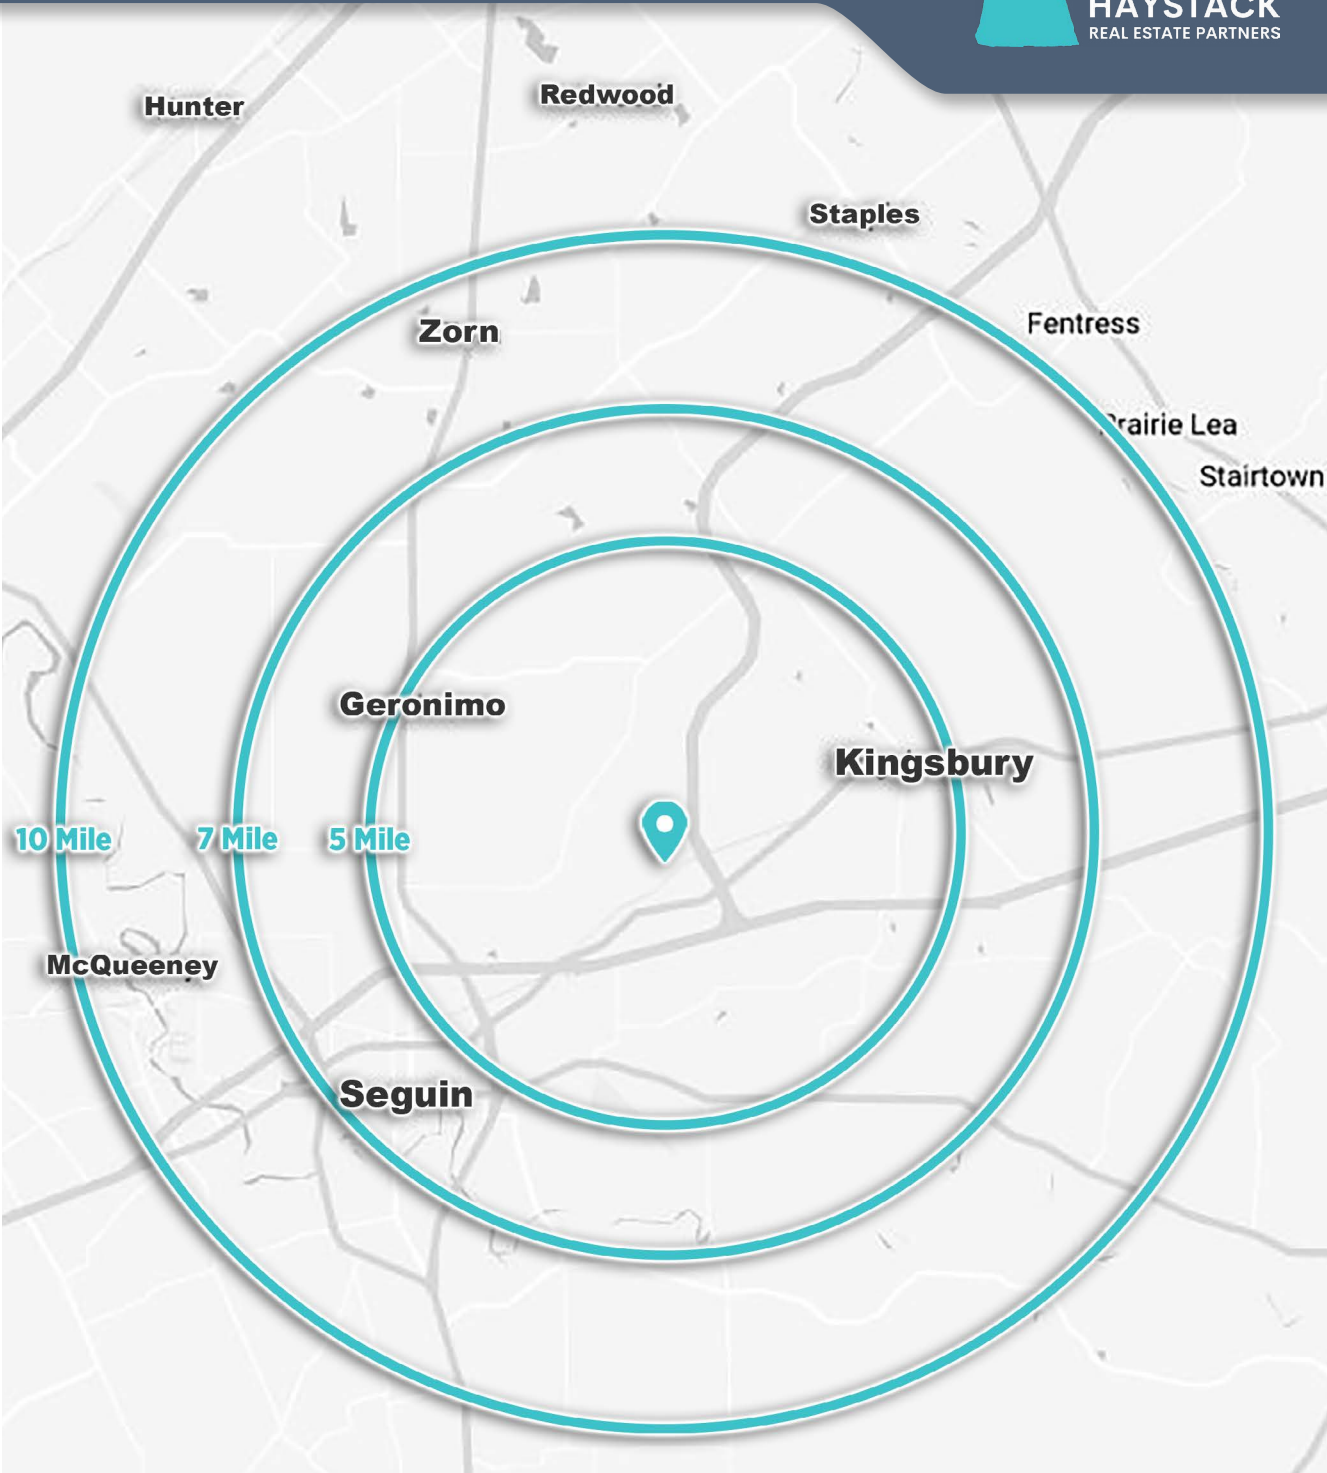 HAYSTACK
REAL ESTATE PARTNERS
Hunter
Redwood
Staples
Zorn
Fentress
Prairie Lea
Stairtown
Geronimo
Kingsbury
10 Mile
7 Mile
5 Mile
McQueeney
Seguin